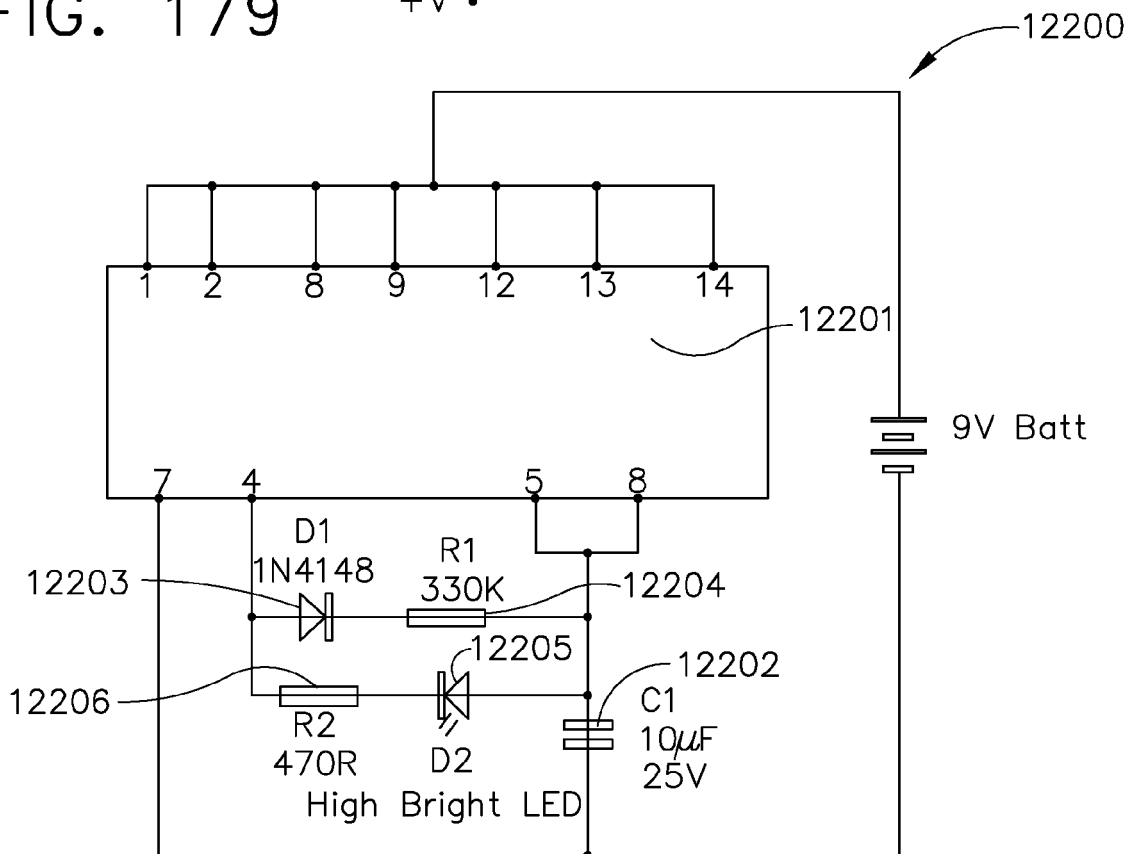 FIG. 179
+V
12200
1 2 8 9 12 13 14
12201
9V Batt
7 4 5 8
D1
1N4148
R1
330K
12203
12204
12205
12202
12206
C1
10µF
25V
R2
470R
D2
High Bright LED